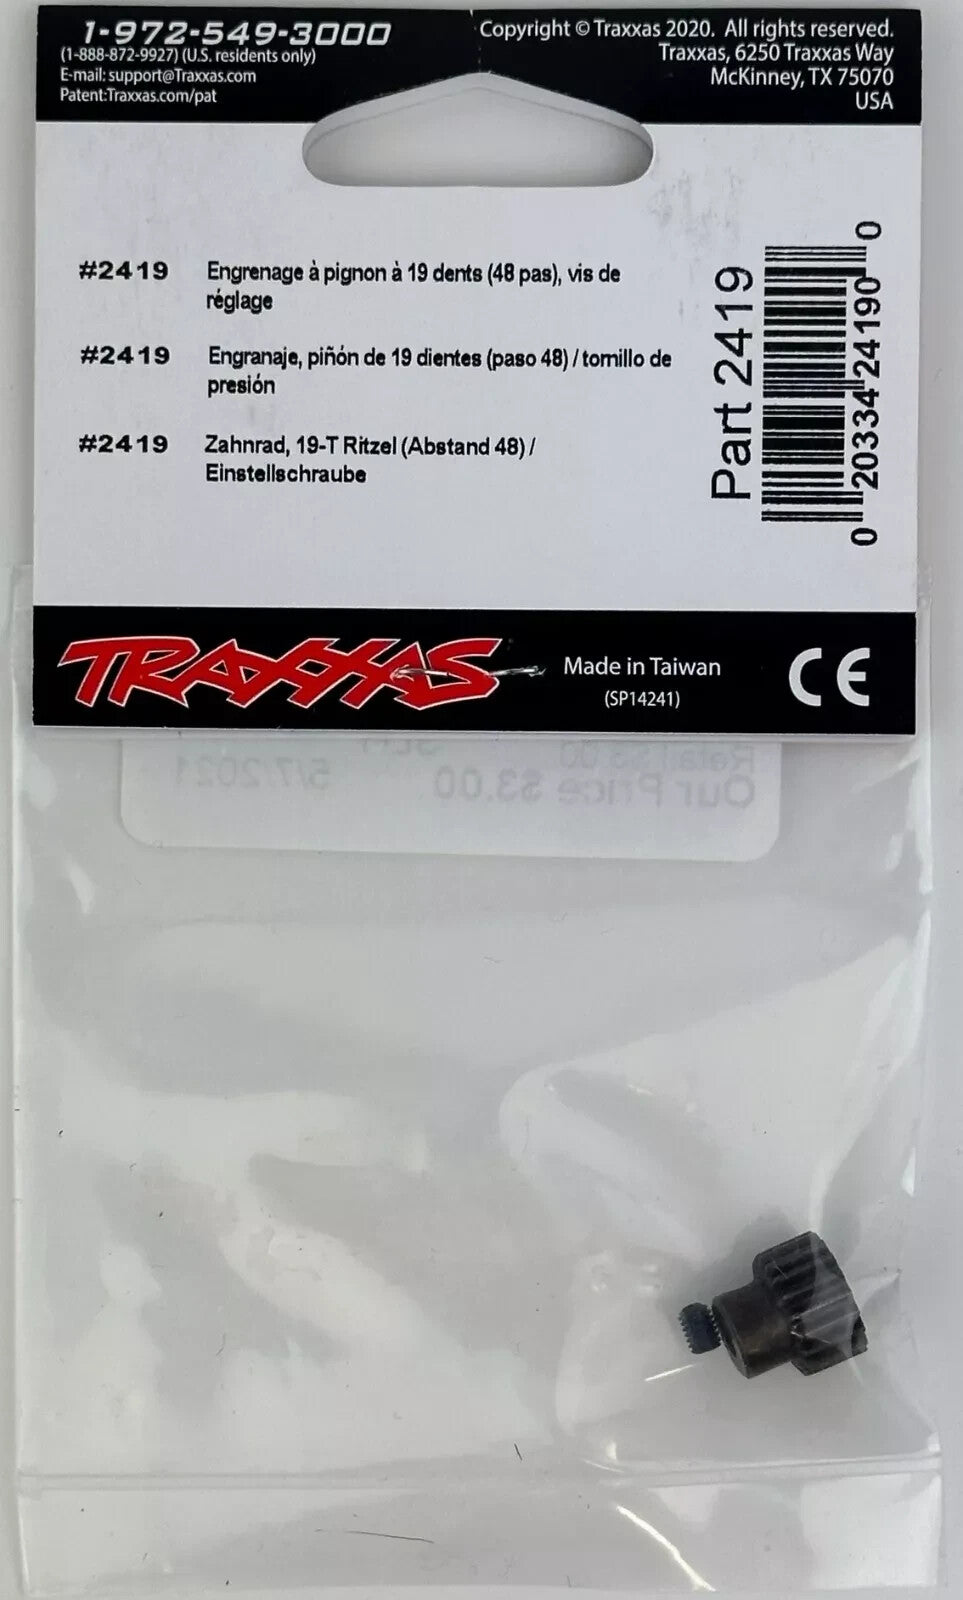 1-972-549-3000
(1-888-872-9927) (U.S. residents only)
E-mail: support@Traxxas.com
Patent:Traxxas.com/pat
Copyright © Traxxas 2020. All rights reserved.
Traxxas, 6250 Traxxas Way
McKinney, TX 75070
USA
#2419 Engrenage à pignon à 19 dents (48 pas), vis de
réglage
#2419 Engranaje, piñón de 19 dientes (paso 48) / tornillo de
presión
#2419 Zahnrad, 19-T Ritzel (Abstand 48) /
Einstellschraube
Part 2419
0 20334 24190 0
TRAXXAS
Made in Taiwan
(SP14241)
CE
Retail $3.00
Our Price $3.00 5/7/2021